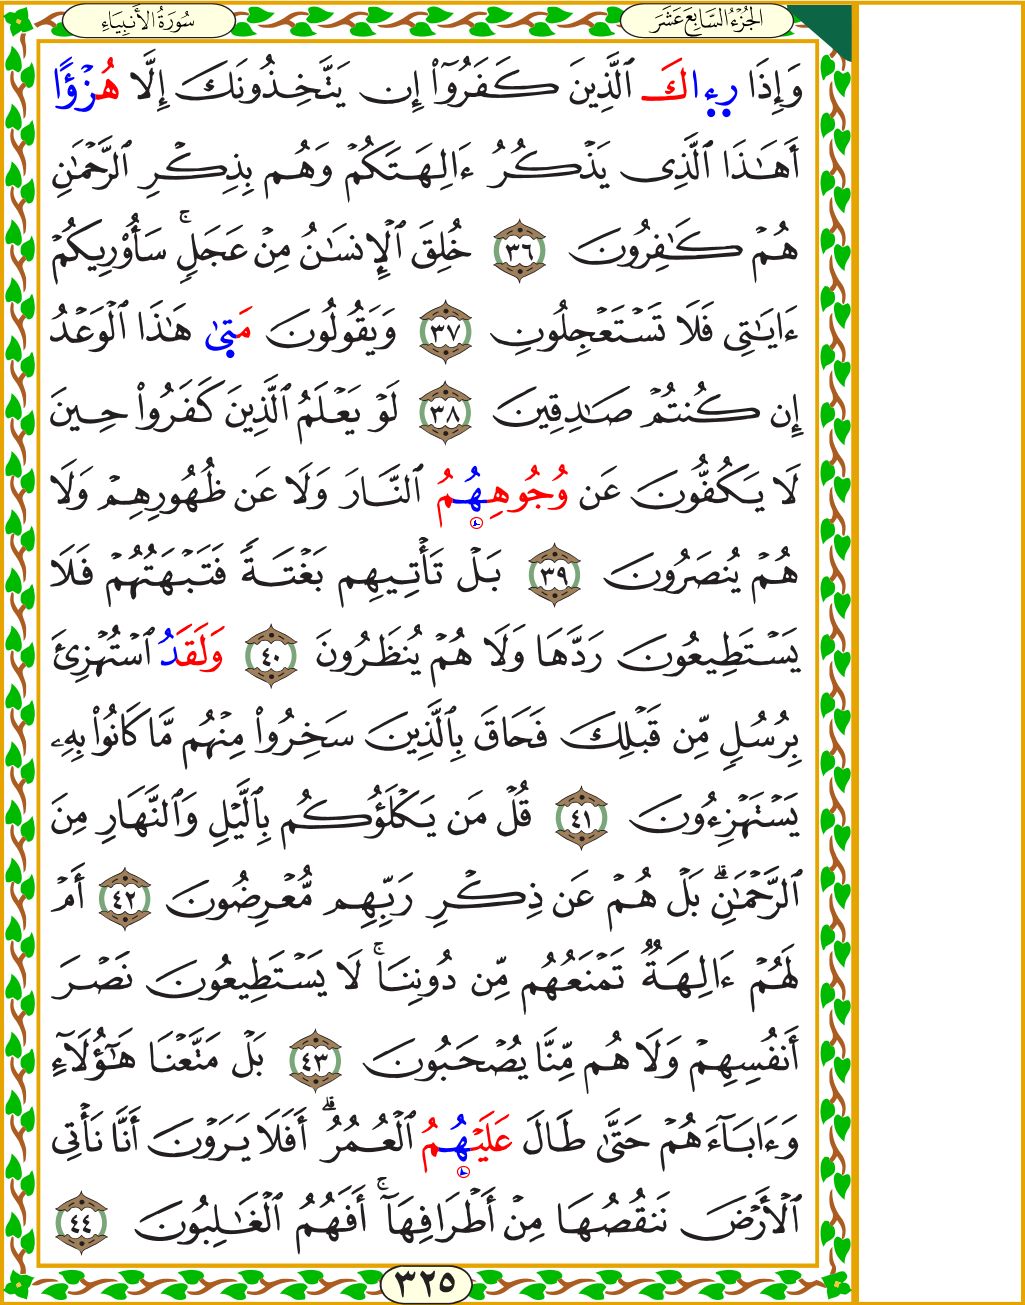 الجُزْءُ السَّابِعَ عَشَرَ
سُورَةُ الأَنبِيَاءِ
وَإِذَا رِءٜاكَ ٱلَّذِينَ كَفَرُوٓاْ إِن يَتَّخِذُونَكَ إِلَّا هُزۡؤًا
أَهَٰذَا ٱلَّذِي يَذۡكُرُ ءَالِهَتَكُمۡ وَهُم بِذِكۡرِ ٱلرَّحۡمَٰنِ
هُمۡ كَٰفِرُونَ ٣٦ خُلِقَ ٱلۡإِنسَٰنُ مِنۡ عَجَلٖۚ سَأُوْرِيكُمۡ
ءَايَٰتِي فَلَا تَسۡتَعۡجِلُونِ ٣٧ وَيَقُولُونَ مَتٜىٰ هَٰذَا ٱلۡوَعۡدُ
إِن كُنتُمۡ صَٰدِقِينَ ٣٨ لَوۡ يَعۡلَمُ ٱلَّذِينَ كَفَرُواْ حِينَ
لَا يَكُفُّونَ عَن وُجُوهِهُمُ ٱلنَّارَ وَلَا عَن ظُهُورِهِمۡ وَلَا
هُمۡ يُنصَرُونَ ٣٩ بَلۡ تَأۡتِيهِم بَغۡتَةٗ فَتَبۡهَتُهُمۡ فَلَا
يَسۡتَطِيعُونَ رَدَّهَا وَلَا هُمۡ يُنظَرُونَ ٤٠ وَلَقَدُ ٱسۡتُهۡزِئَ
بِرُسُلٖ مِّن قَبۡلِكَ فَحَاقَ بِٱلَّذِينَ سَخِرُواْ مِنۡهُم مَّا كَانُواْ بِهِۦ
يَسۡتَهۡزِءُونَ ٤١ قُلۡ مَن يَكۡلَؤُكُم بِٱلَّيۡلِ وَٱلنَّهَارِ مِنَ
ٱلرَّحۡمَٰنِۚ بَلۡ هُمۡ عَن ذِكۡرِ رَبِّهِم مُّعۡرِضُونَ ٤٢ أَمۡ
لَهُمۡ ءَالِهَةٞ تَمۡنَعُهُم مِّن دُونِنَاۚ لَا يَسۡتَطِيعُونَ نَصۡرَ
أَنفُسِهِمۡ وَلَا هُم مِّنَّا يُصۡحَبُونَ ٤٣ بَلۡ مَتَّعۡنَا هَٰٓؤُلَآءِ
وَءَابَآءَهُمۡ حَتَّىٰ طَالَ عَلَيۡهُمُ ٱلۡعُمُرُۗ أَفَلَا يَرَوۡنَ أَنَّا نَأۡتِي
ٱلۡأَرۡضَ نَنقُصُهَا مِنۡ أَطۡرَافِهَآۚ أَفَهُمُ ٱلۡغَٰلِبُونَ ٤٤
٣٢٥